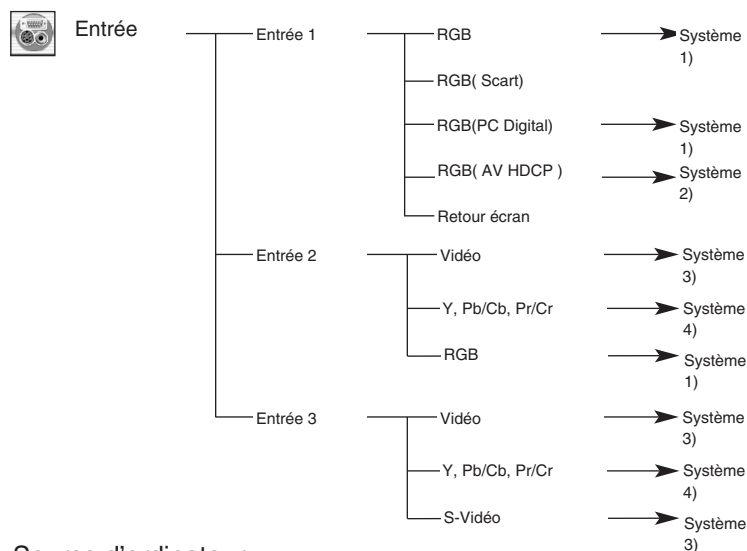 Entrée
Entrée 1
RGB
Système
1)
RGB( Scart)
RGB(PC Digital)
Système
1)
RGB( AV HDCP )
Système
2)
Retour écran
Entrée 2
Vidéo
Système
3)
Y, Pb/Cb, Pr/Cr
Système
4)
RGB
Système
1)
Entrée 3
Vidéo
Système
3)
Y, Pb/Cb, Pr/Cr
Système
4)
S-Vidéo
Système
3)